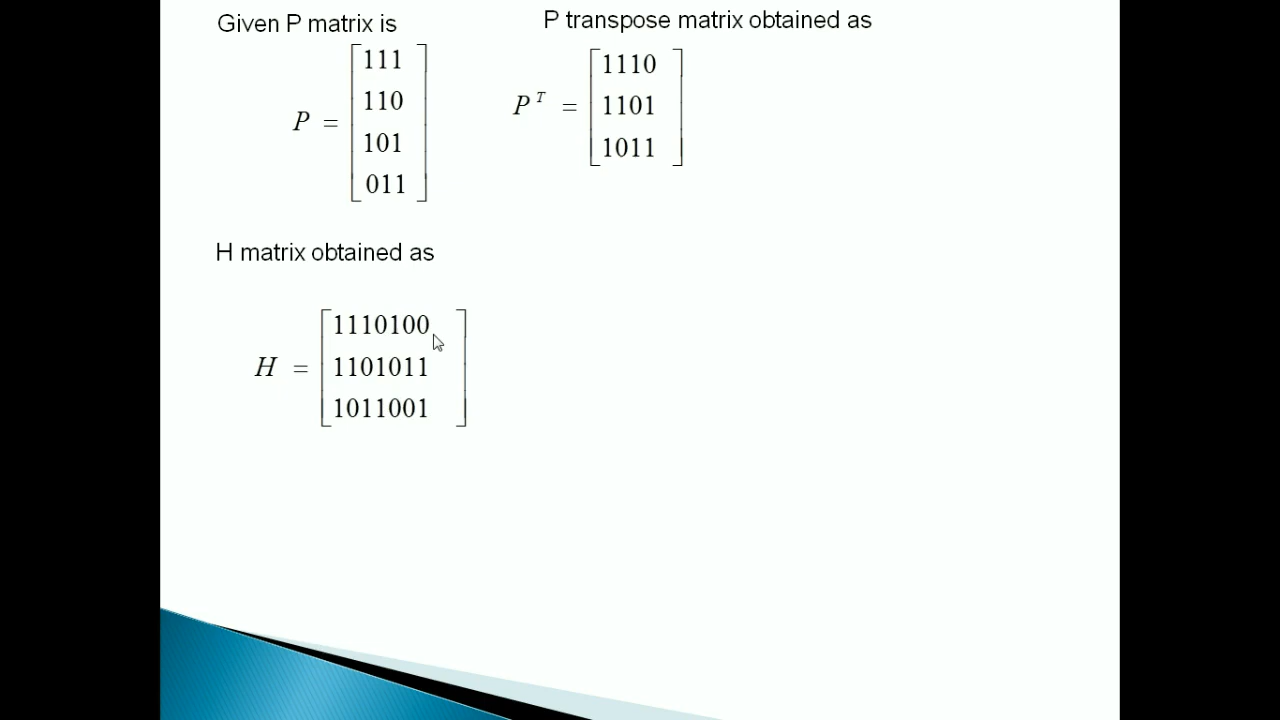 Given P matrix is
P =
111
110
101
011
P transpose matrix obtained as
P^T =
1110
1101
1011
H matrix obtained as
H =
1110100
1101011
1011001